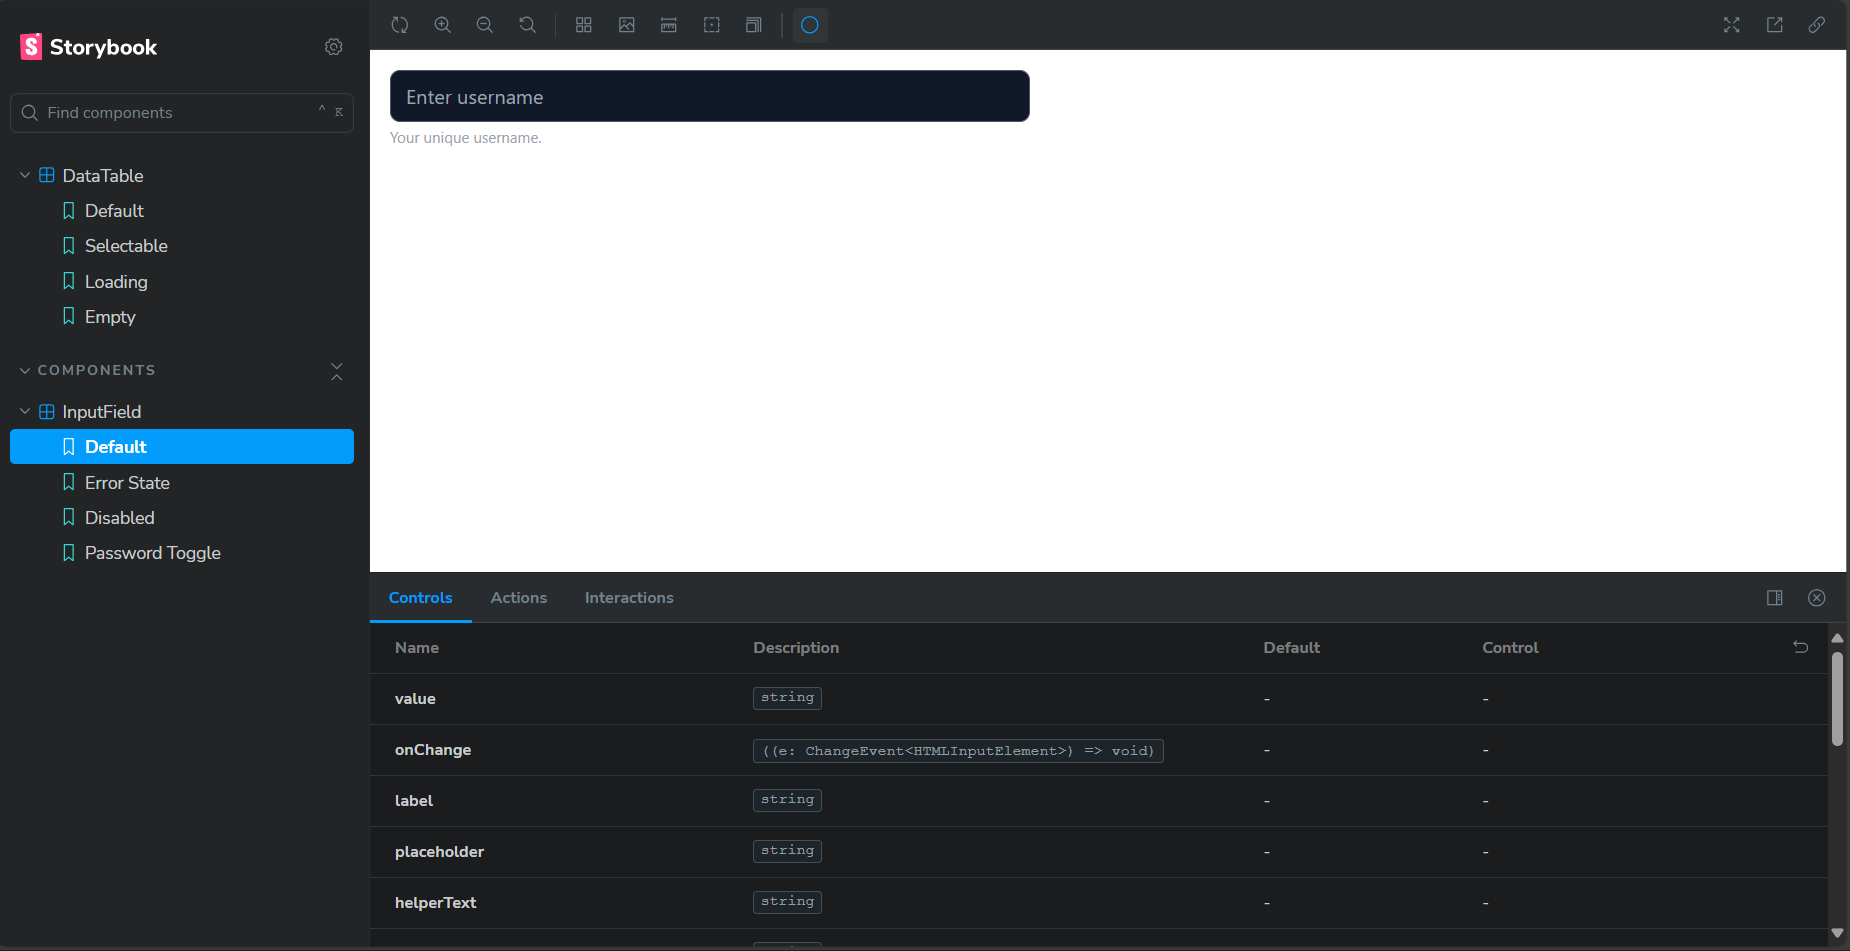 Storybook
Find components
^ K
DataTable
Default
Selectable
Loading
Empty
COMPONENTS
InputField
Default
Error State
Disabled
Password Toggle
Enter username
Your unique username.
Controls Actions Interactions
Name Description Default Control
value string - -
onChange ((e: ChangeEvent<HTMLInputElement>) => void) - -
label string - -
placeholder string - -
helperText string - -